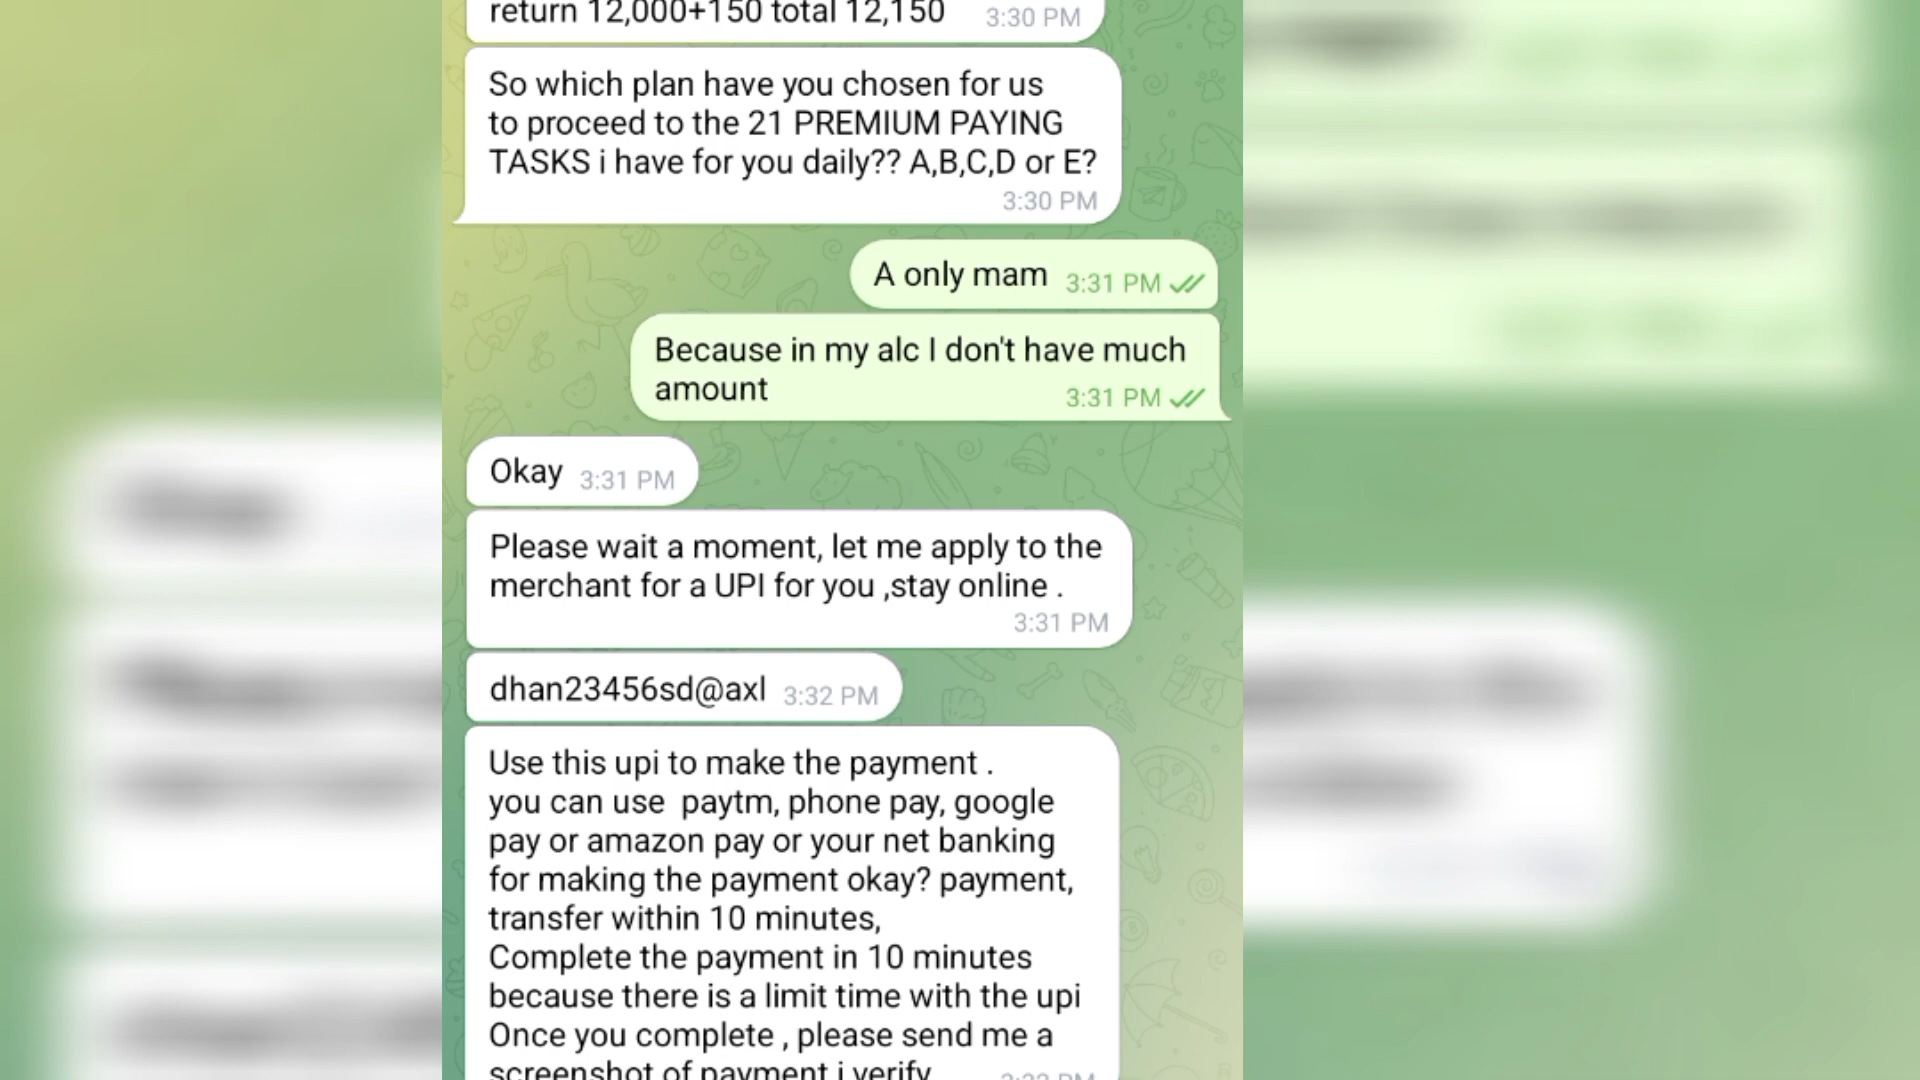 return 12,000+150 total 12,150
3:30 PM
So which plan have you chosen for us
to proceed to the 21 PREMIUM PAYING
TASKS i have for you daily?? A,B,C,D or E?
3:30 PM
A only mam 3:31 PM
Because in my alc I don't have much
amount
3:31 PM
Okay 3:31 PM
Please wait a moment, let me apply to the
merchant for a UPI for you ,stay online .
3:31 PM
dhan23456sd@axl 3:32 PM
Use this upi to make the payment .
you can use paytm, phone pay, google
pay or amazon pay or your net banking
for making the payment okay? payment,
transfer within 10 minutes,
Complete the payment in 10 minutes
because there is a limit time with the upi
Once you complete , please send me a
screenshot of payment i verify